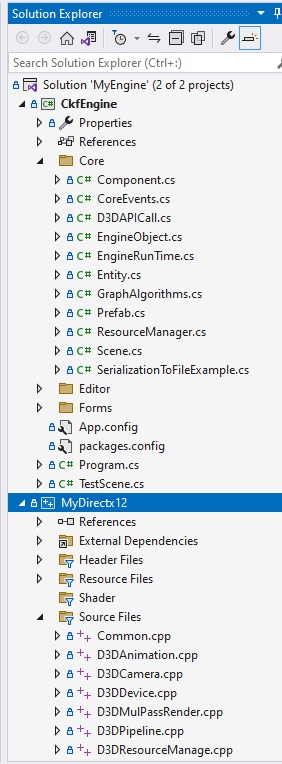 Solution Explorer
Search Solution Explorer (Ctrl+:)
Solution 'MyEngine' (2 of 2 projects)
CkfEngine
Properties
References
Core
Component.cs
CoreEvents.cs
D3DAPICall.cs
EngineObject.cs
EngineRunTime.cs
Entity.cs
GraphAlgorithms.cs
Prefab.cs
ResourceManager.cs
Scene.cs
SerializationToFileExample.cs
Editor
Forms
App.config
packages.config
Program.cs
TestScene.cs
MyDirectx12
References
External Dependencies
Header Files
Resource Files
Shader
Source Files
Common.cpp
D3DAnimation.cpp
D3DCamera.cpp
D3DDevice.cpp
D3DMulPassRender.cpp
D3DPipeline.cpp
D3DResourceManage.cpp